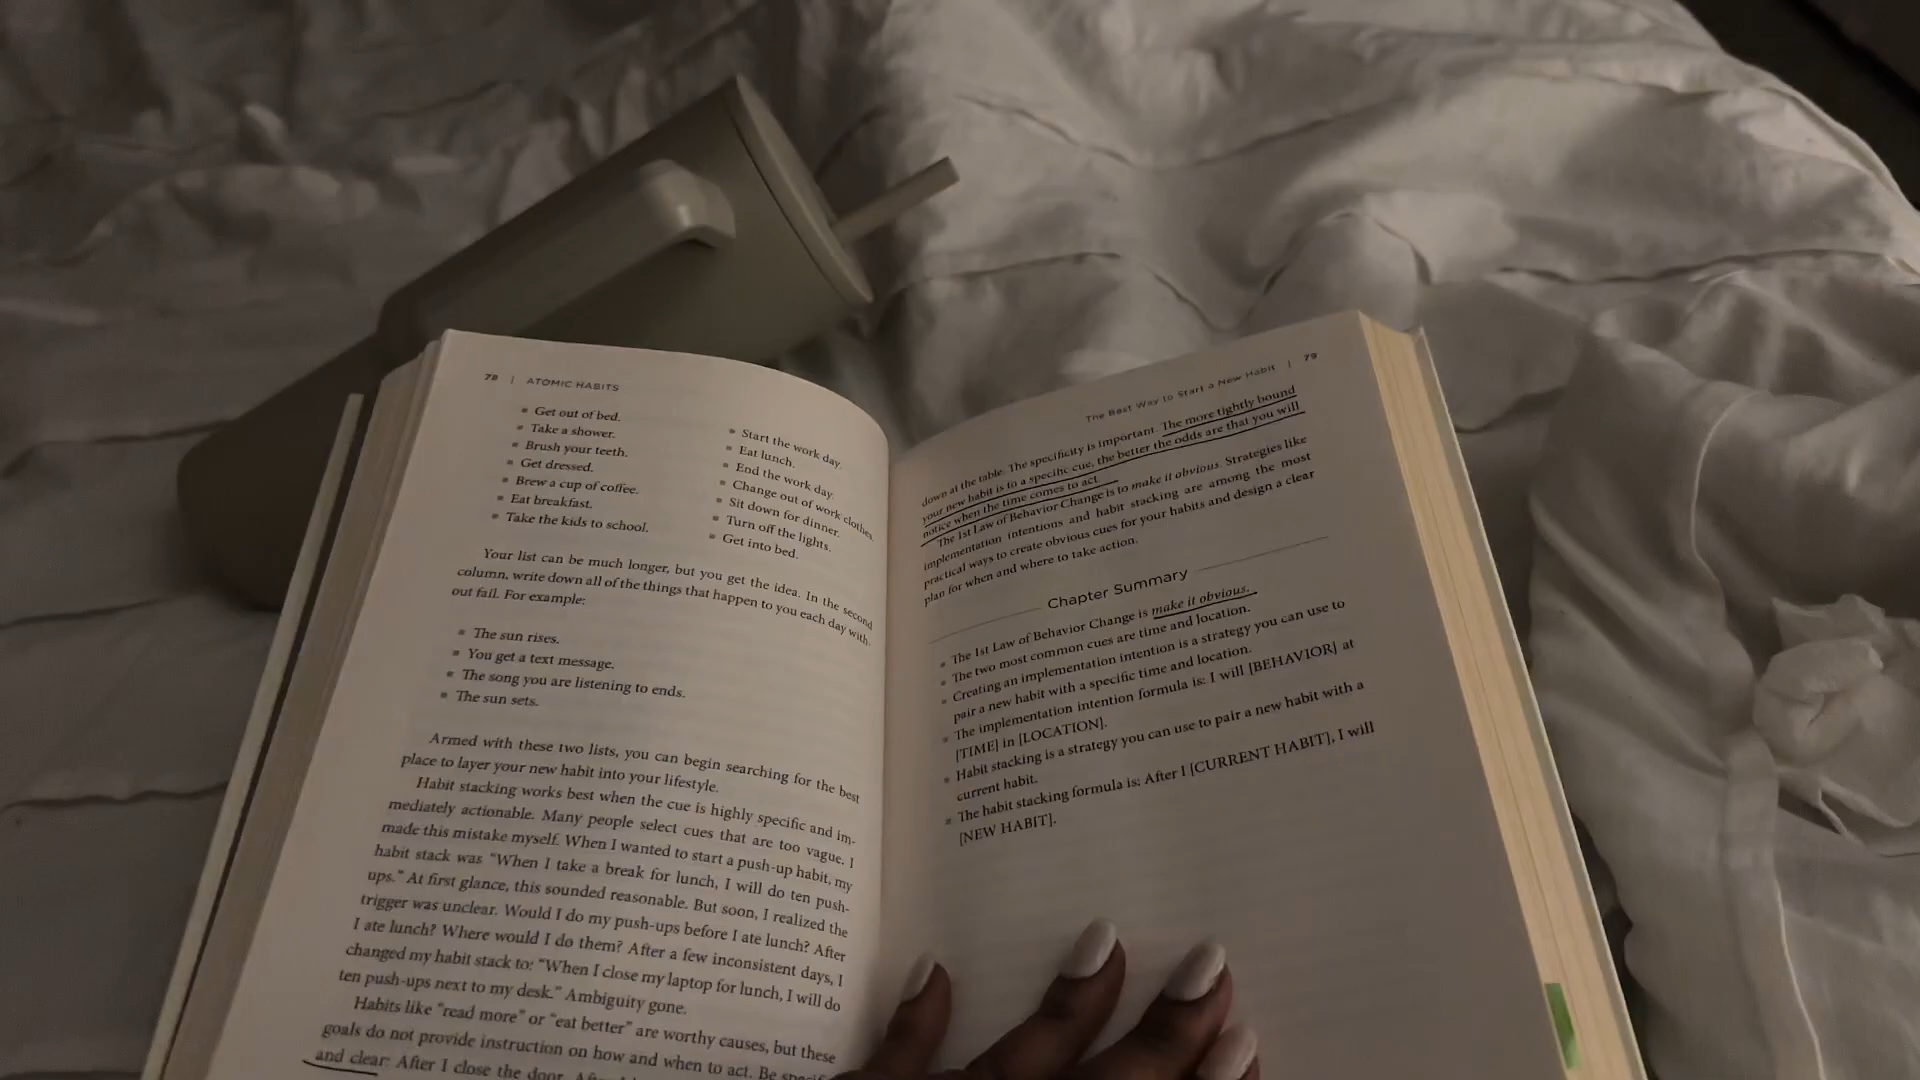 78 | ATOMIC HABITS
Get out of bed.
Take a shower.
Brush your teeth.
Get dressed.
Brew a cup of coffee.
Eat breakfast.
Take the kids to school.
Start the work day.
Eat lunch.
End the work day.
Change out of work clothes.
Sit down for dinner.
Turn off the lights.
Get into bed.
Your list can be much longer, but you get the idea. In the second
column, write down all of the things that happen to you each day with-
out fail. For example:
The sun rises.
You get a text message.
The song you are listening to ends.
The sun sets.
Armed with these two lists, you can begin searching for the best
place to layer your new habit into your lifestyle.
Habit stacking works best when the cue is highly specific and im-
mediately actionable. Many people select cues that are too vague. I
made this mistake myself. When I wanted to start a push-up habit, my
habit stack was “When I take a break for lunch, I will do ten push-
ups.” At first glance, this sounded reasonable. But soon, I realized the
trigger was unclear. Would I do my push-ups before I ate lunch? After
I ate lunch? Where would I do them? After a few inconsistent days, I
changed my habit stack to: “When I close my laptop for lunch, I will do
ten push-ups next to my desk.” Ambiguity gone.
Habits like “read more” or “eat better” are worthy causes, but these
goals do not provide instruction on how and when to act. Be
and clear: After I close the door.
The Best Way to Start a New Habit | 79
down at the table. The specificity is important. The more tightly bound
your new habit is to a specific cue, the better the odds are that you will
notice when the time comes to act.
The 1st Law of Behavior Change is to make it obvious. Strategies like
implementation intentions and habit stacking are among the most
practical ways to create obvious cues for your habits and design a clear
plan for when and where to take action.
Chapter Summary
The 1st Law of Behavior Change is make it obvious.
The two most common cues are time and location.
Creating an implementation intention is a strategy you can use to
pair a new habit with a specific time and location.
The implementation intention formula is: I will [BEHAVIOR] at
[TIME] in [LOCATION].
Habit stacking is a strategy you can use to pair a new habit with a
current habit.
The habit stacking formula is: After I [CURRENT HABIT], I will
[NEW HABIT].